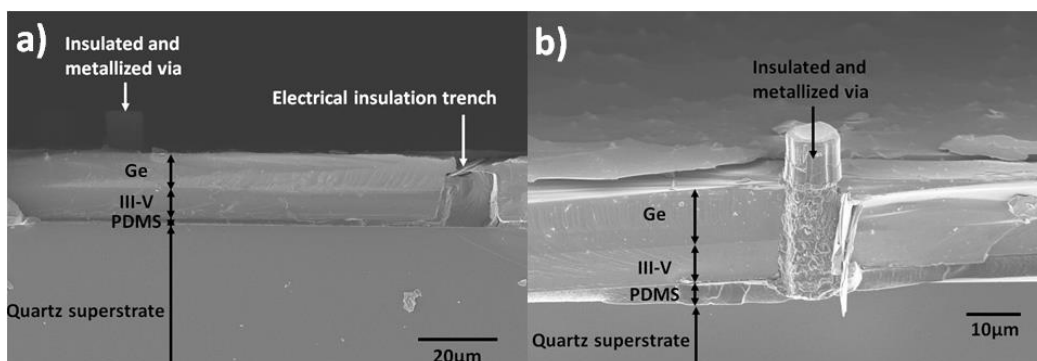 a)
Insulated and
metallized via
Electrical insulation trench
Ge
III-V
PDMS
Quartz superstrate
20µm
b)
Insulated and
metallized via
Ge
III-V
PDMS
Quartz superstrate
10µm